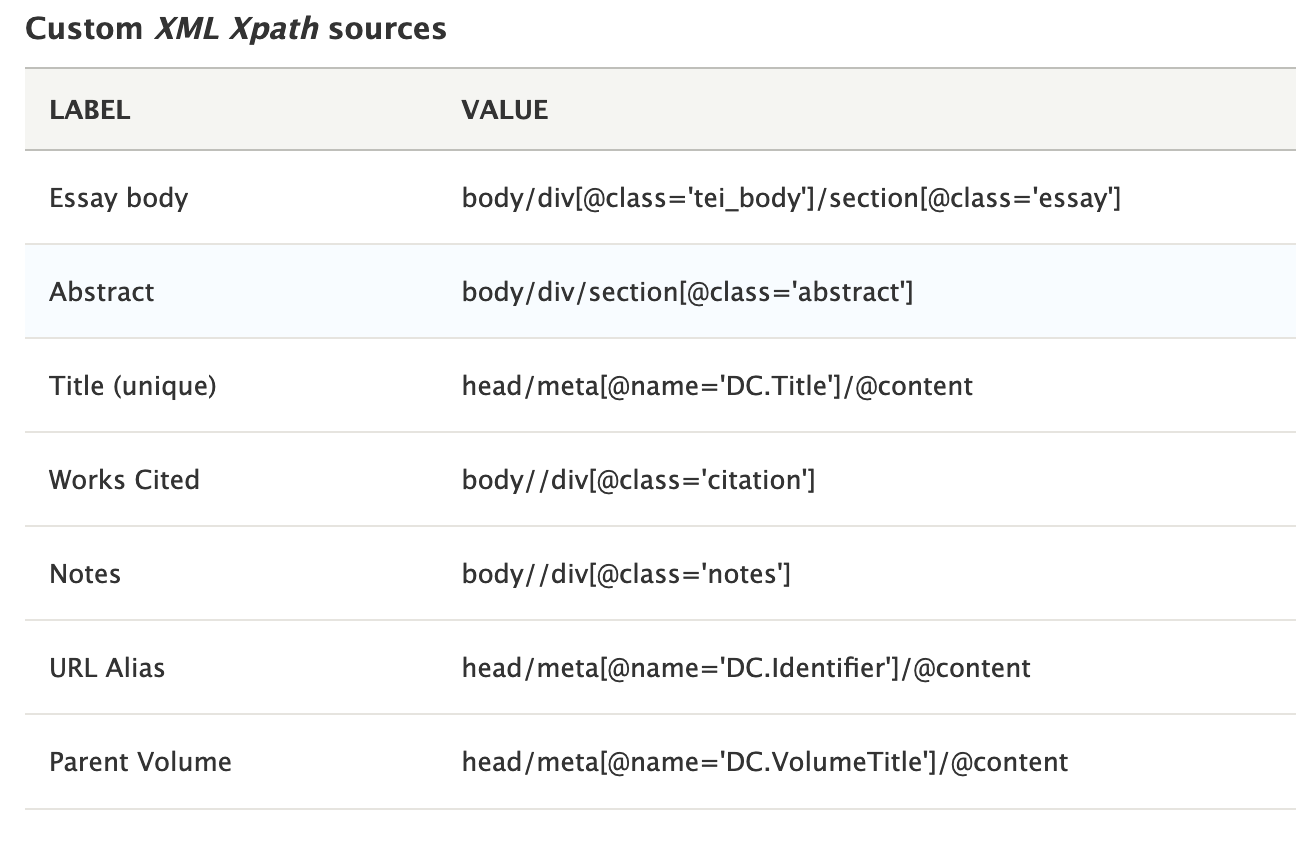 Custom XML Xpath sources
LABEL VALUE
Essay body body/div[@class='tei_body']/section[@class='essay']
Abstract body/div/section[@class='abstract']
Title (unique) head/meta[@name='DC.Title']/@content
Works Cited body//div[@class='citation']
Notes body//div[@class='notes']
URL Alias head/meta[@name='DC.Identifier']/@content
Parent Volume head/meta[@name='DC.VolumeTitle']/@content